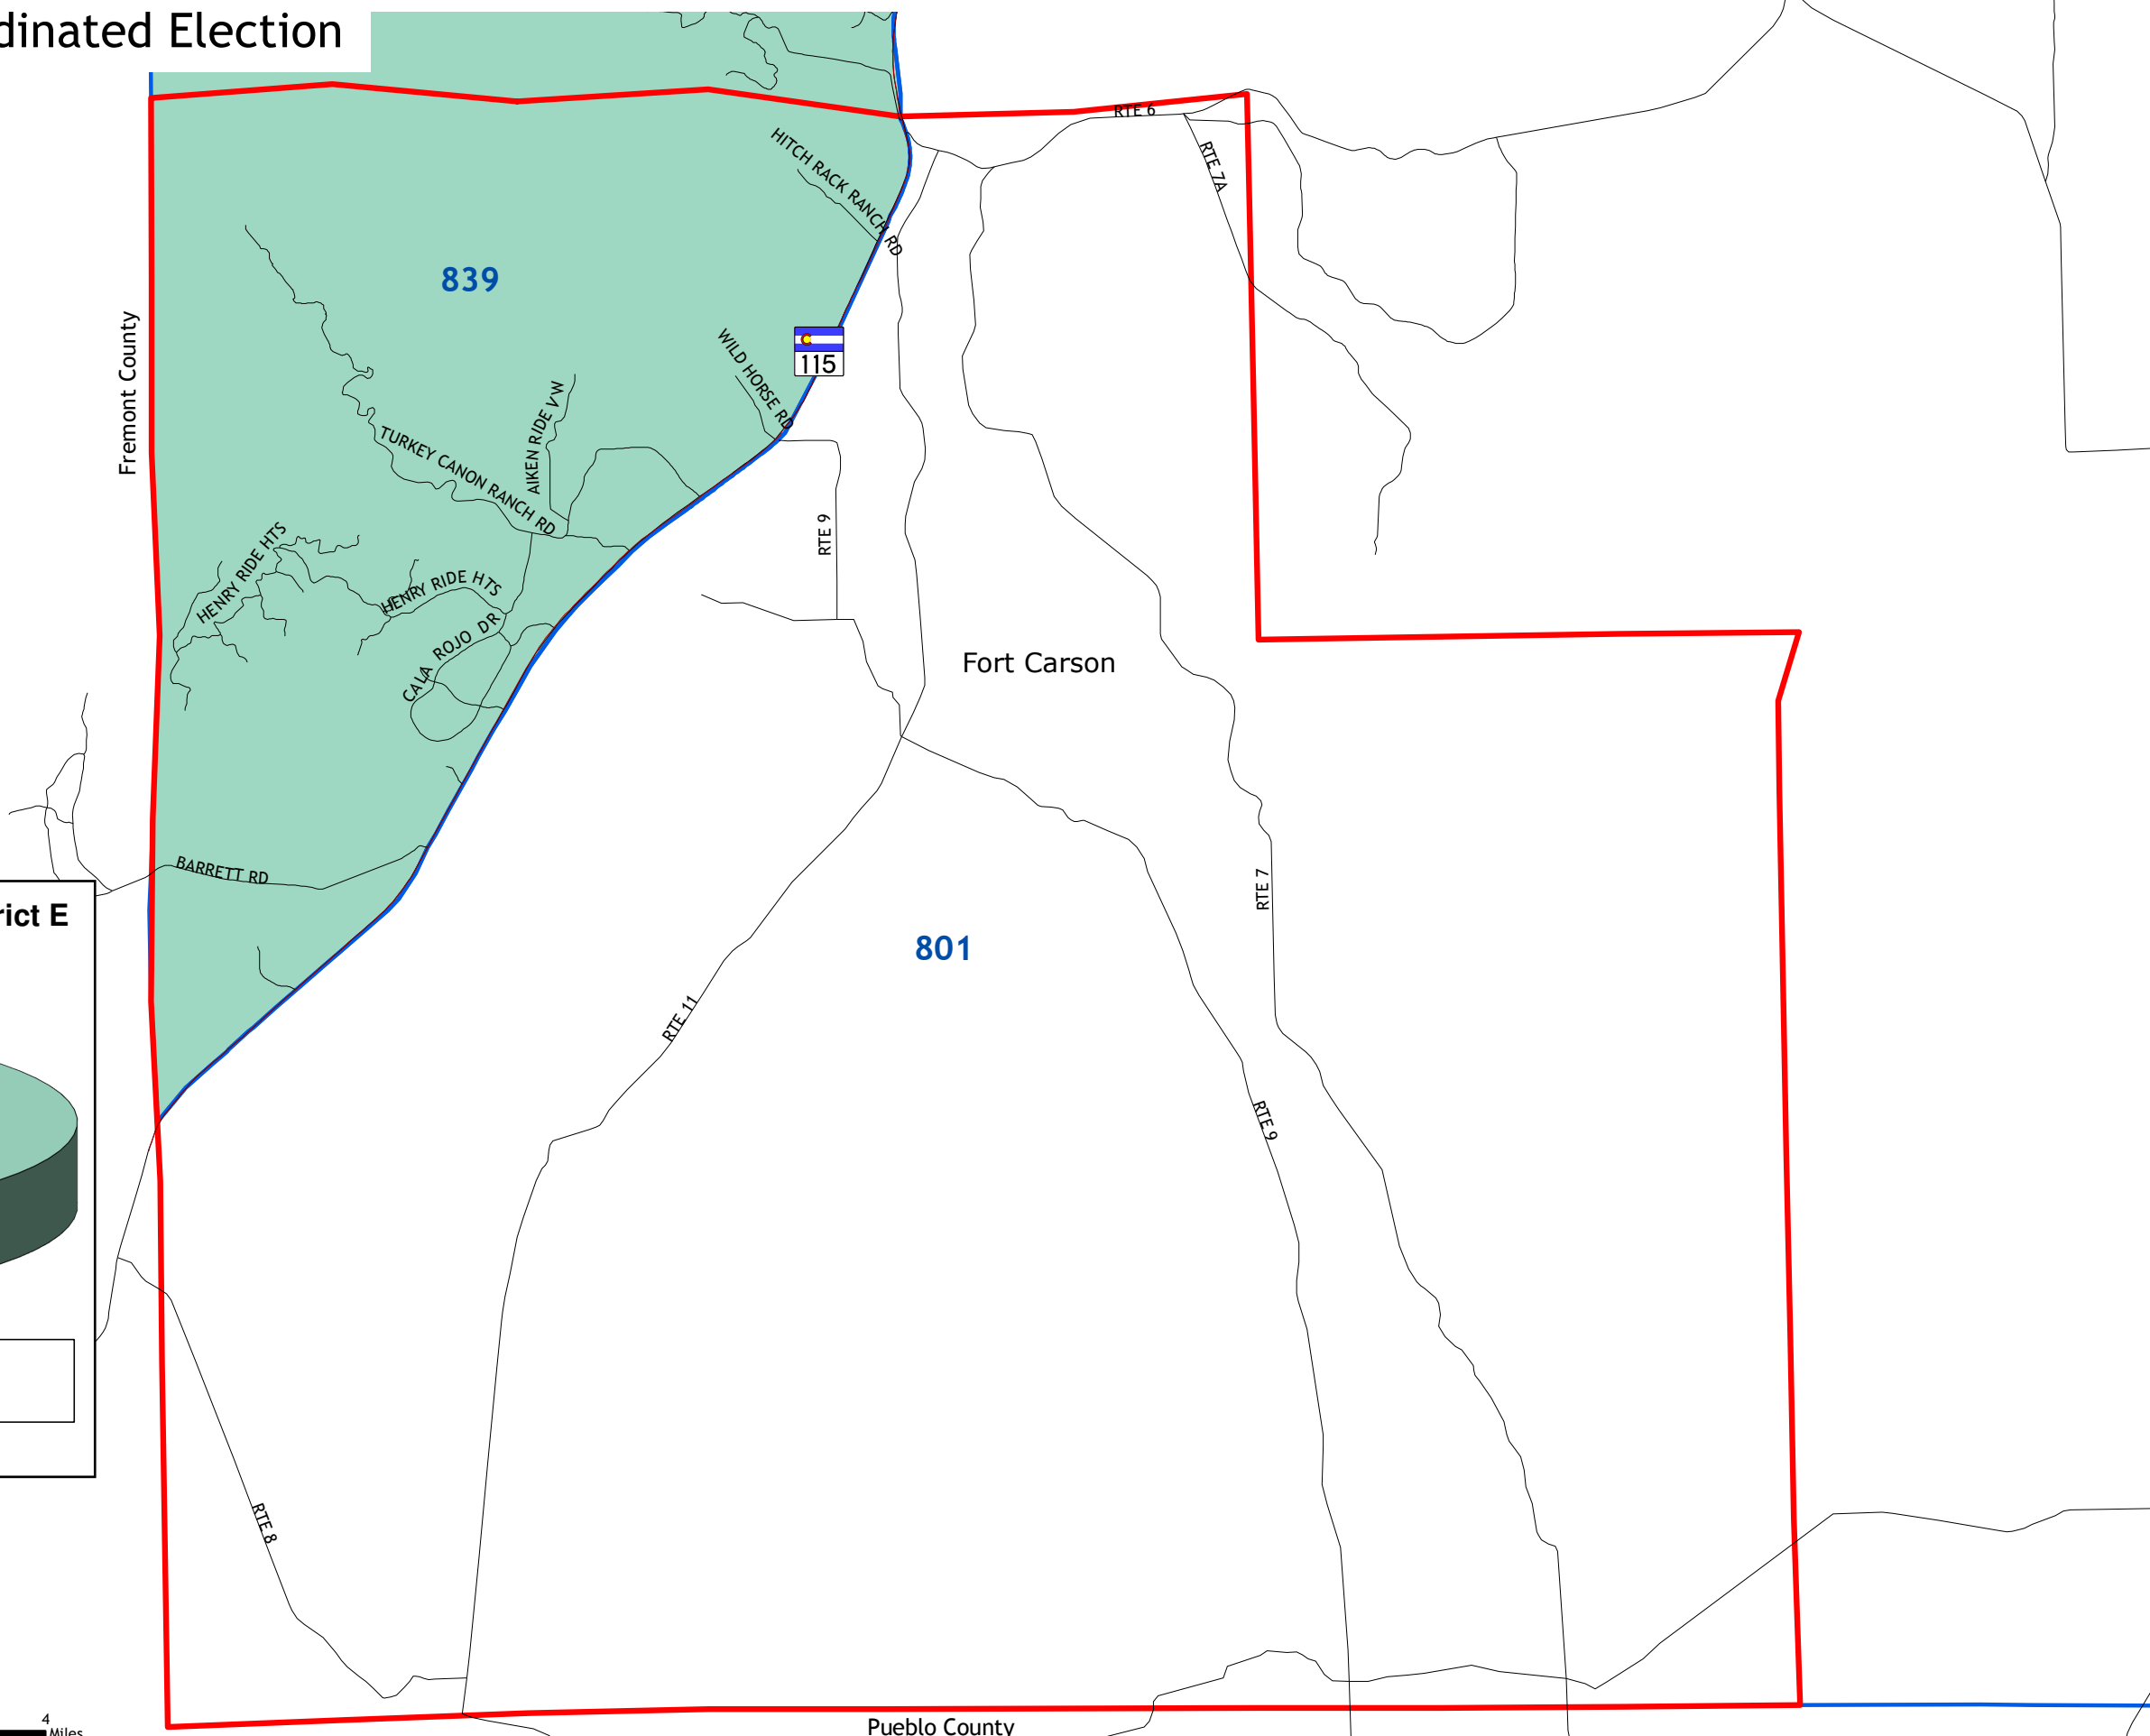 dinated Election
RTE 6
HITCH RACK RANCH RD
RTE 7A
839
Fremont County
115
WILD HORSE RD
AIKEN RIDE VW
TURKEY CANON RANCH RD
RTE 9
HENRY RIDE HTS
HENRY RIDE HTS
CALA ROJO DR
Fort Carson
BARRETT RD
RTE 7
rict E
801
RTE 11
RTE 9
RTE 8
4
Miles
Pueblo County